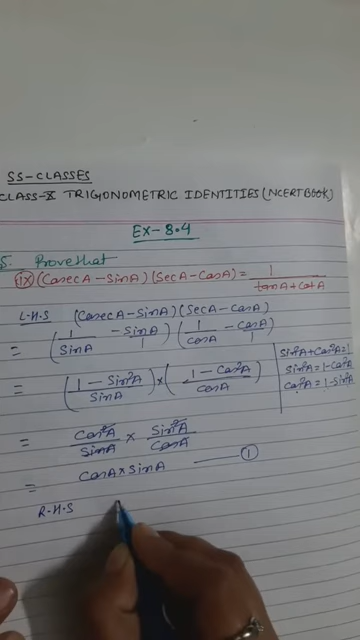 SS-CLASSES
CLASS-X TRIGONOMETRIC IDENTITIES (NCERT BOOK)
EX-8.4
5. Prove that
ix) (CosecA - SinA) (SecA - CosA) = 1/(tanA + CotA)
L.H.S (CosecA - SinA) (SecA - CosA)
= (1/SinA - SinA/1) (1/CosA - CosA/1)
= ((1 - Sin²A)/SinA) × ((1 - Cos²A)/CosA)
Sin²A + Cos²A = 1
Sin²A = 1 - Cos²A
Cos²A = 1 - Sin²A
= Cos²A/SinA × Sin²A/CosA
= CosA × SinA —— ①
R.H.S